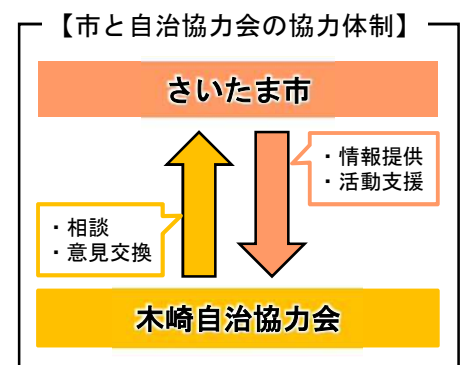 【市と自治協力会の協力体制】
さいたま市
・情報提供
・活動支援
・相談
・意見交換
木崎自治協力会